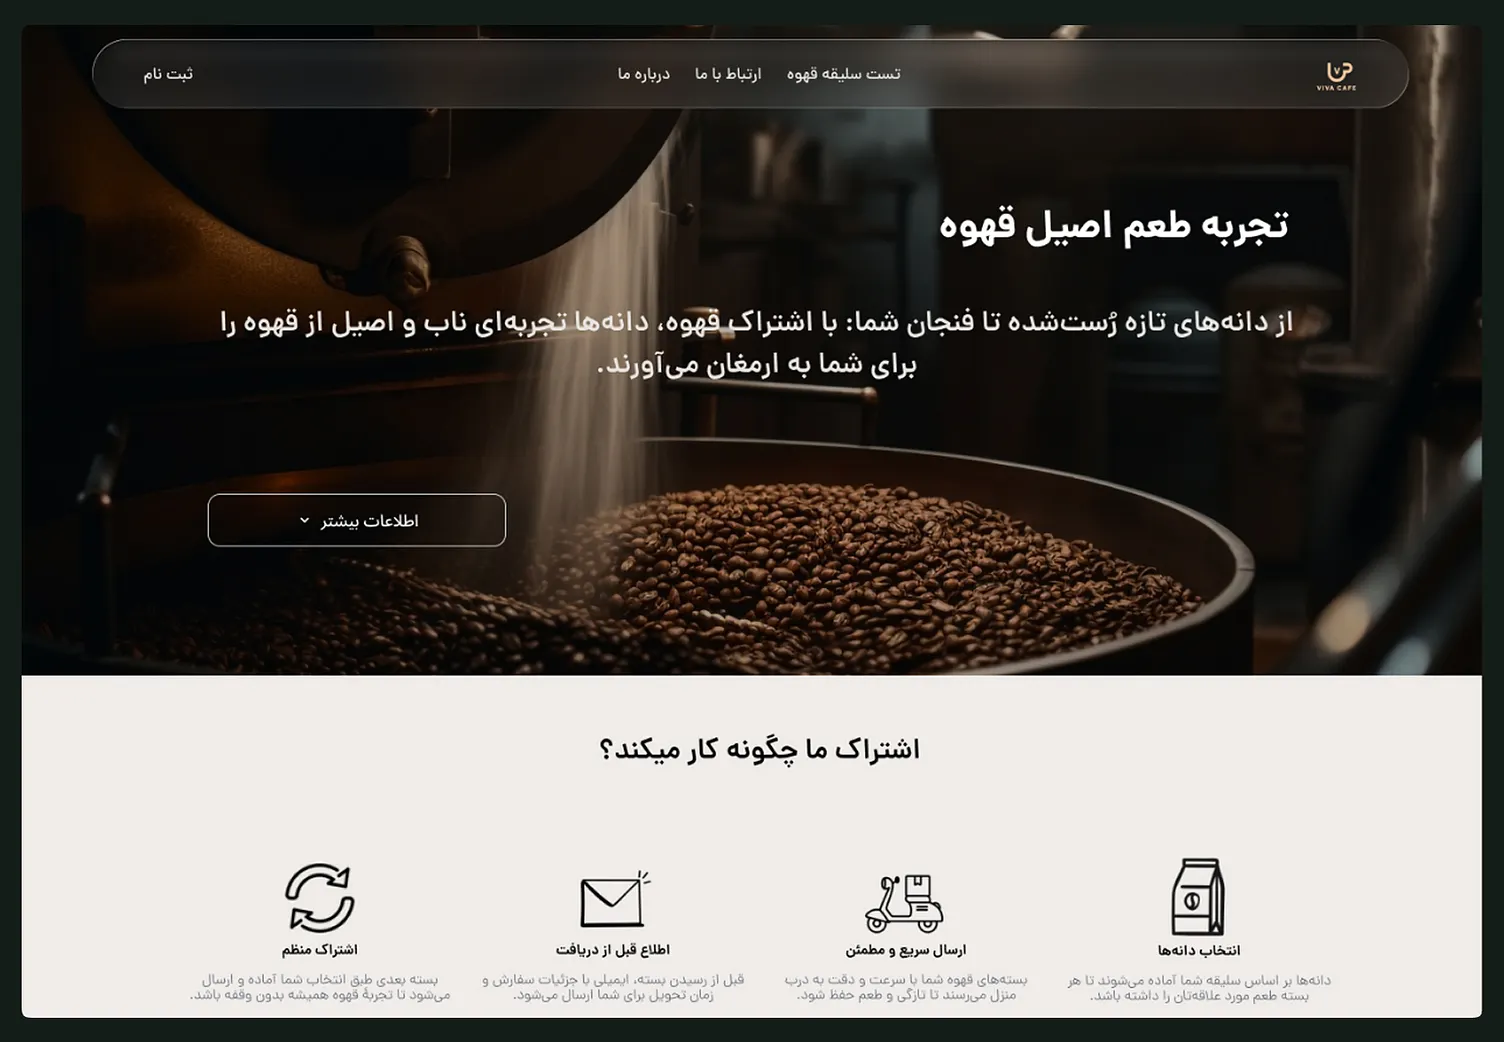 VIVA CAFE
تست سلیقه قهوه
ارتباط با ما
درباره ما
ثبت نام
تجربه طعم اصیل قهوه
از دانه‌های تازه رُست‌شده تا فنجان شما: با اشتراک قهوه، دانه‌ها تجربه‌ای ناب و اصیل از قهوه را
برای شما به ارمغان می‌آورند.
اطلاعات بیشتر
اشتراک ما چگونه کار میکند؟
انتخاب دانه‌ها
دانه‌ها بر اساس سلیقه شما آماده می‌شوند تا هر
بسته طعم مورد علاقه‌تان را داشته باشد.
ارسال سریع و مطمئن
بسته‌های قهوه شما با سرعت و دقت به درب
منزل می‌رسند تا تازگی و طعم حفظ شود.
اطلاع قبل از دریافت
قبل از رسیدن بسته، ایمیلی با جزئیات سفارش و
زمان تحویل برای شما ارسال می‌شود.
اشتراک منظم
بسته بعدی طبق انتخاب شما آماده و ارسال
می‌شود تا تجربهٔ قهوه همیشه بدون وقفه باشد.